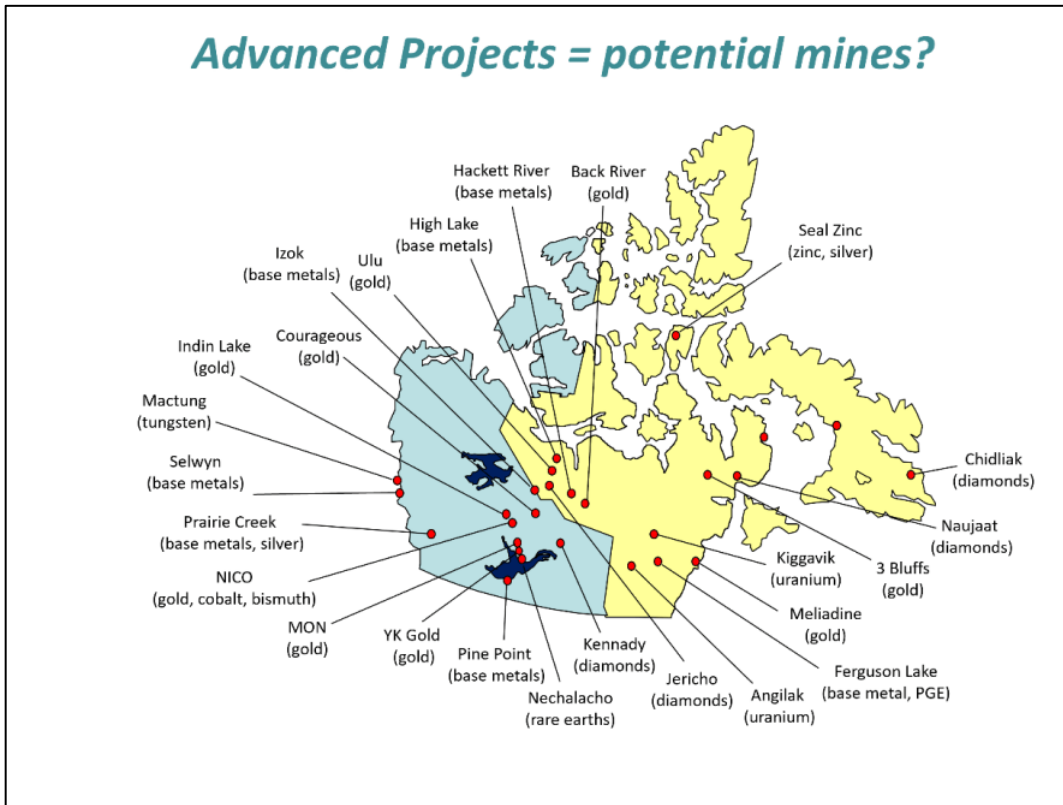 Advanced Projects = potential mines?
Hackett River
(base metals)
Back River
(gold)
High Lake
(base metals)
Seal Zinc
(zinc, silver)
Izok
(base metals)
Ulu
(gold)
Courageous
(gold)
Indin Lake
(gold)
Mactung
(tungsten)
Selwyn
(base metals)
Prairie Creek
(base metals, silver)
NICO
(gold, cobalt, bismuth)
MON
(gold)
YK Gold
(gold)
Pine Point
(base metals)
Nechalacho
(rare earths)
Kennady
(diamonds)
Jericho
(diamonds)
Angilak
(uranium)
Ferguson Lake
(base metal, PGE)
Meliadine
(gold)
Kiggavik
(uranium)
3 Bluffs
(gold)
Naujaat
(diamonds)
Chidliak
(diamonds)